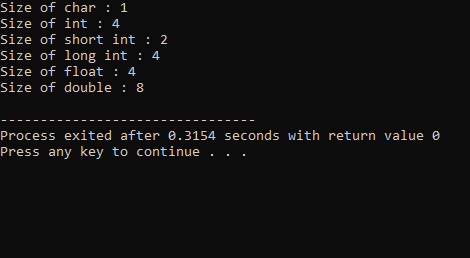 Size of char : 1
Size of int : 4
Size of short int : 2
Size of long int : 4
Size of float : 4
Size of double : 8
--------------------------------
Process exited after 0.3154 seconds with return value 0
Press any key to continue . . .